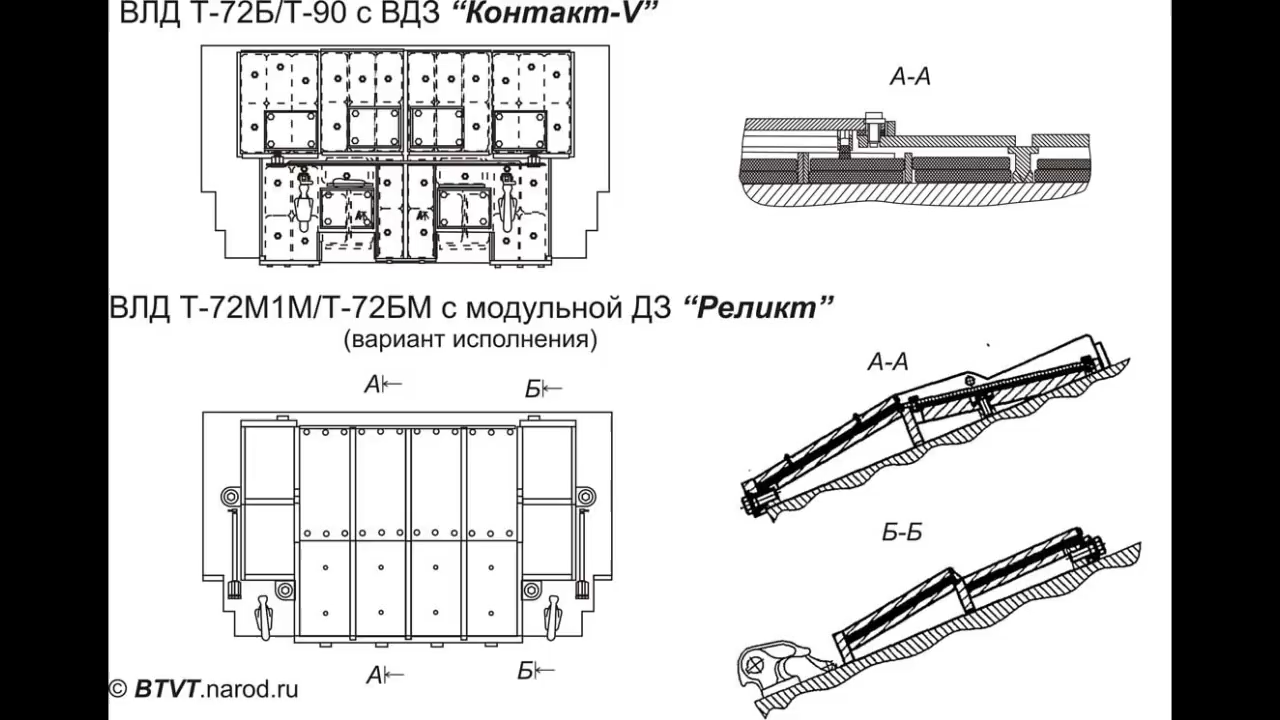 ВЛД Т-72Б/Т-90 с ВДЗ “Контакт-V”
А-А
ВЛД Т-72М1М/Т-72БМ с модульной ДЗ “Реликт”
(вариант исполнения)
А
Б
А-А
Б-Б
А
Б
© BTVT.narod.ru